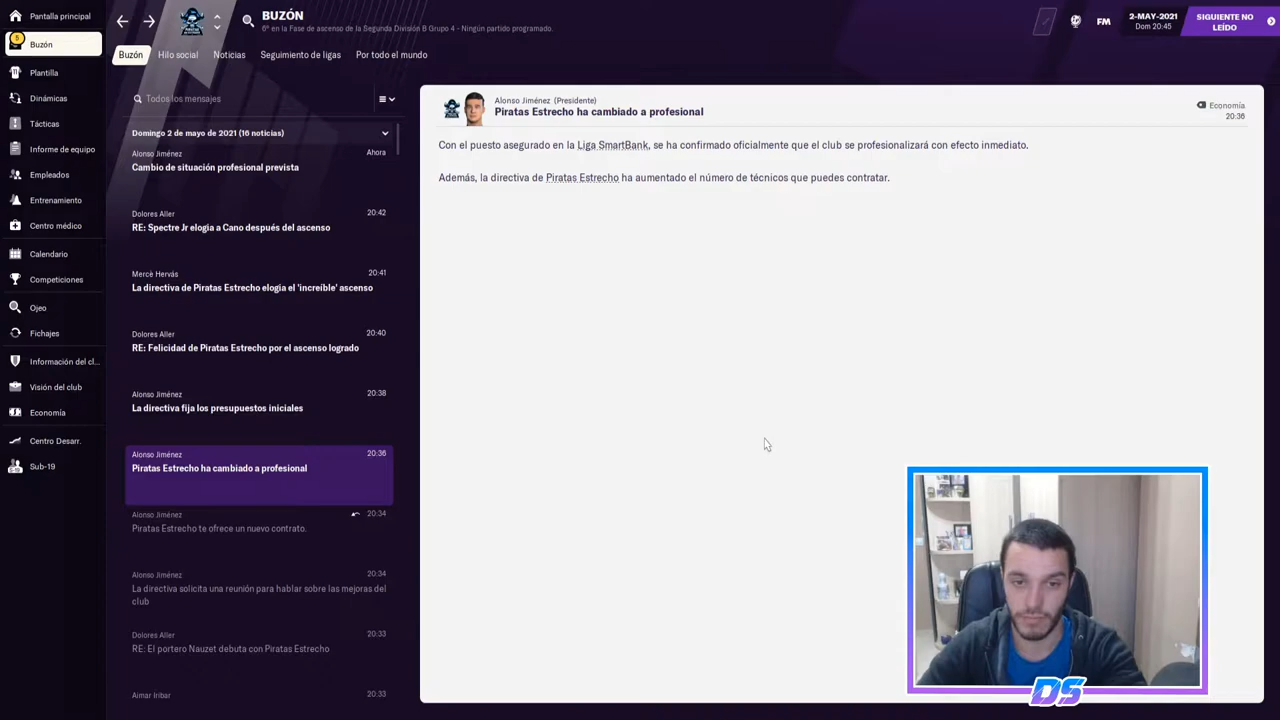 Pantalla principal
5
Buzón
Plantilla
Dinámicas
Tácticas
Informe de equipo
Empleados
Entrenamiento
Centro médico
Calendario
Competiciones
Ojeo
Fichajes
Información del cl...
Visión del club
Economía
Centro Desarr.
Sub-19
BUZÓN
6º en la Fase de ascenso de la Segunda División B Grupo 4 - Ningún partido programado.
FM
2-MAY-2021
Dom 20:45
SIGUIENTE NO LEÍDO
Buzón
Hilo social
Noticias
Seguimiento de ligas
Por todo el mundo
Todos los mensajes
Domingo 2 de mayo de 2021 (16 noticias)
Alonso Jiménez
Ahora
Cambio de situación profesional prevista
Dolores Aller
20:42
RE: Spectre Jr elogia a Cano después del ascenso
Mercè Hervás
20:41
La directiva de Piratas Estrecho elogia el 'increíble' ascenso
Dolores Aller
20:40
RE: Felicidad de Piratas Estrecho por el ascenso logrado
Alonso Jiménez
20:38
La directiva fija los presupuestos iniciales
Alonso Jiménez
20:36
Piratas Estrecho ha cambiado a profesional
Alonso Jiménez
20:34
Piratas Estrecho te ofrece un nuevo contrato.
Alonso Jiménez
20:34
La directiva solicita una reunión para hablar sobre las mejoras del
club
Dolores Aller
20:33
RE: El portero Nauzet debuta con Piratas Estrecho
Aimar Iribar
20:33
Alonso Jiménez (Presidente)
Piratas Estrecho ha cambiado a profesional
Economía
20:36
Con el puesto asegurado en la Liga SmartBank, se ha confirmado oficialmente que el club se profesionalizará con efecto inmediato.
Además, la directiva de Piratas Estrecho ha aumentado el número de técnicos que puedes contratar.
DS